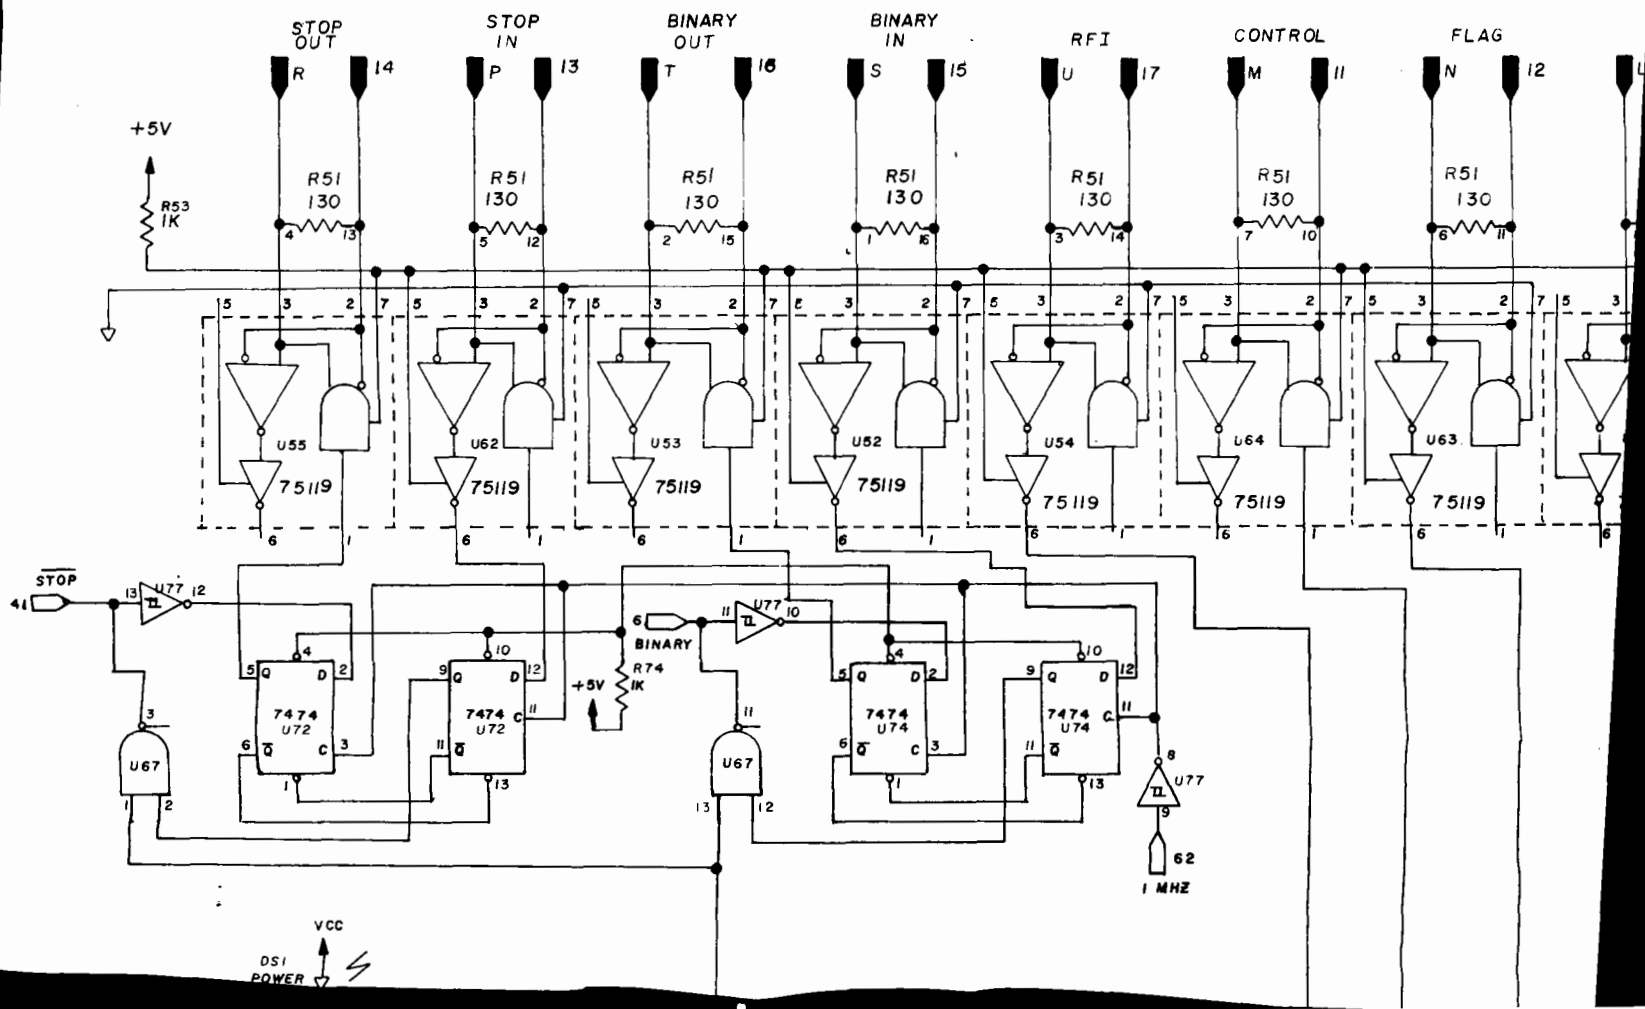 STOP OUT
STOP IN
BINARY OUT
BINARY IN
RFI
CONTROL
FLAG
R 14 P 13 T 16 S 15 U 17 M 11 N 12
+5V
R53
1K
R51 R51 R51 R51 R51 R51 R51
130 130 130 130 130 130 130
4 13 5 12 2 15 1 16 3 14 7 10 6 11
5 3 2 7 5 3 2 7 5 3 2 7 5 3 2 7 5 3 2 7 5 3 2 7 5 3 2 7 5 3
U55 U62 U53 U52 U54 U64 U63
75119 75119 75119 75119 75119 75119 75119
6 1 6 1 6 1 6 1 6 1 6 1 6 1 6
STOP
41
13 U77 12
6
BINARY
11 U77 10
4 10 4 10
5 Q D 2 9 Q D 12 5 Q D 2 9 Q D 12
R74
1K
+5V
7474 7474 C 11 7474 7474 C 11
U72 U72 U74 U74
6 Q C 3 11 Q 6 Q C 3 11 Q
1 13 1 13
3
U67
1 2
11
U67
13 12
8
U77
9
62
1 MHZ
VCC
DS1
POWER